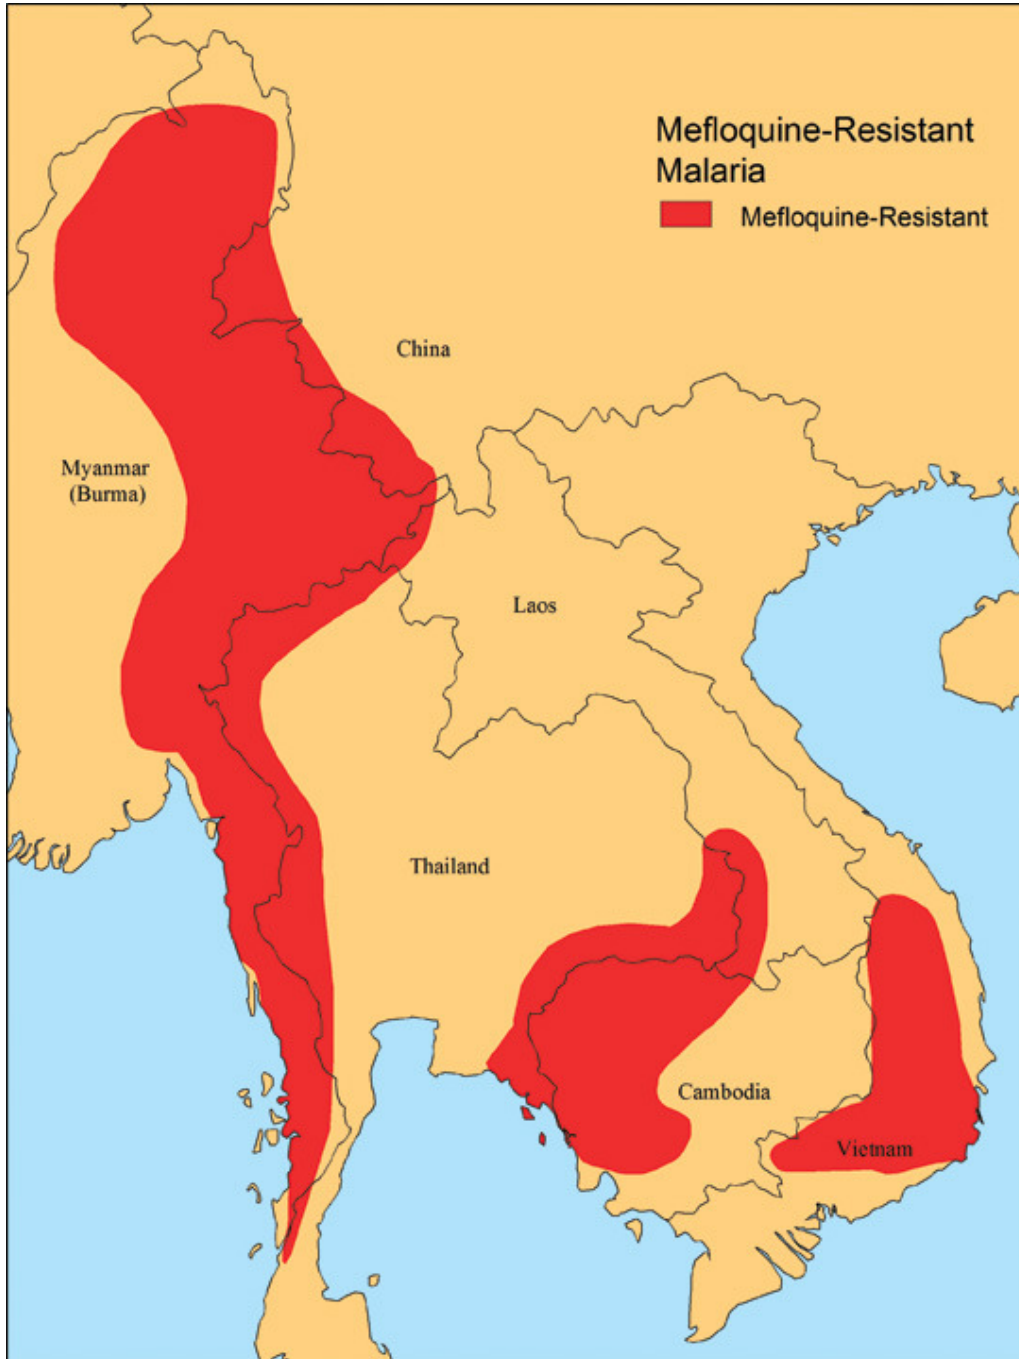 Mefloquine-Resistant
Malaria
Mefloquine-Resistant
China
Myanmar
(Burma)
Laos
Thailand
Cambodia
Vietnam